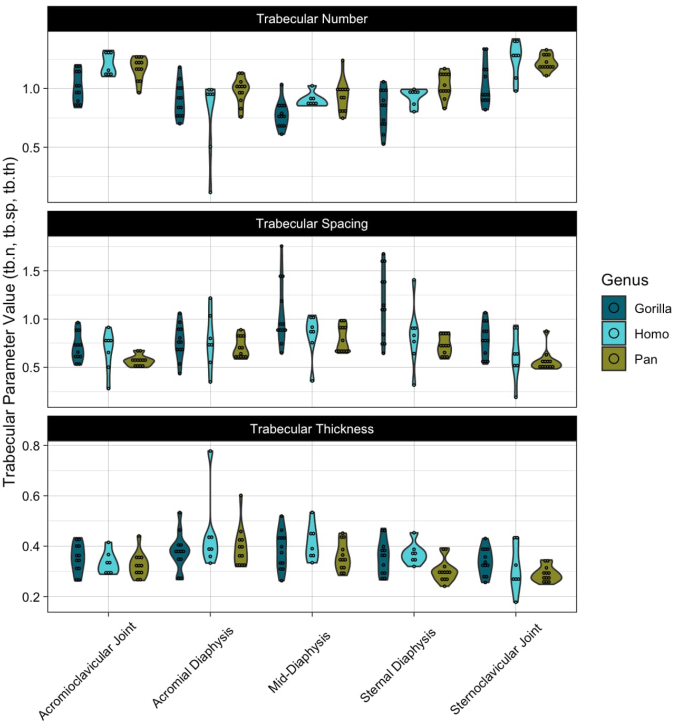 Trabecular Number
1.0
0.5
Trabecular Spacing
1.5
1.0
0.5
Trabecular Thickness
0.8
0.6
0.4
0.2
Trabecular Parameter Value (tb.n, tb.sp, tb.th)
Acromioclavicular Joint
Acromial Diaphysis
Mid-Diaphysis
Sternal Diaphysis
Sternoclavicular Joint
Genus
Gorilla
Homo
Pan